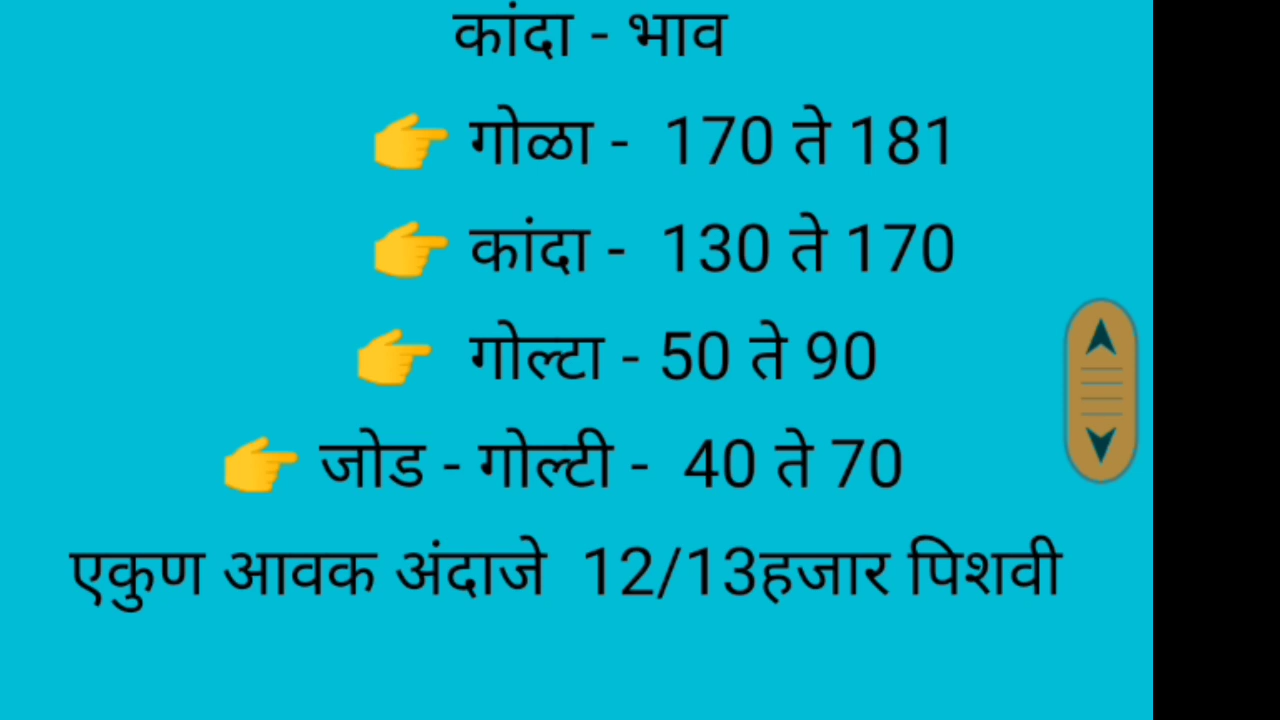 कांदा - भाव
👉 गोळा - 170 ते 181
👉 कांदा - 130 ते 170
👉 गोल्टा - 50 ते 90
👉 जोड - गोल्टी - 40 ते 70
एकुण आवक अंदाजे 12/13हजार पिशवी